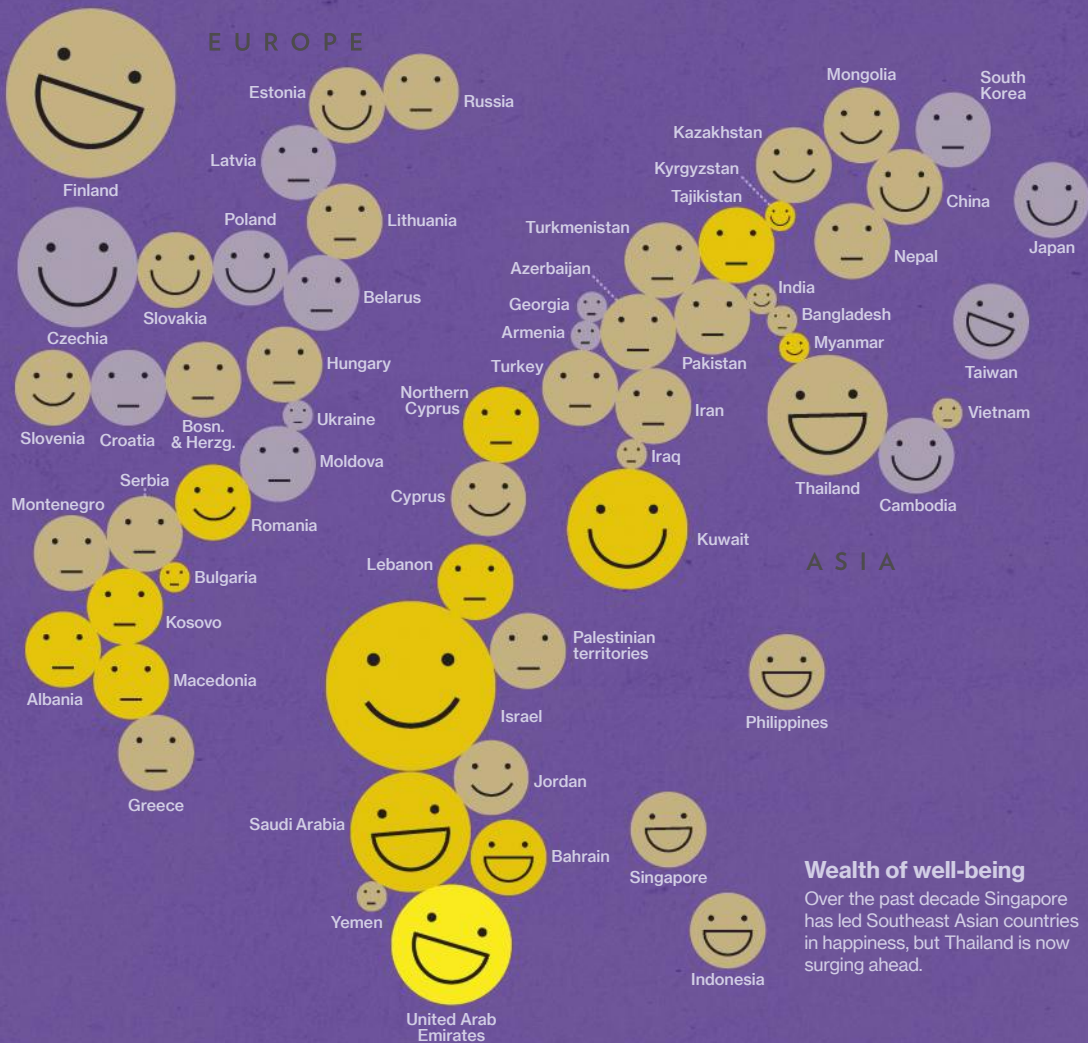 EUROPE
Finland
Estonia
Russia
Latvia
Lithuania
Poland
Belarus
Slovakia
Czechia
Hungary
Ukraine
Slovenia
Croatia
Bosn.
& Herzg.
Moldova
Serbia
Romania
Montenegro
Bulgaria
Kosovo
Albania
Macedonia
Greece
Mongolia
South
Korea
Kazakhstan
Kyrgyzstan
Tajikistan
China
Japan
Nepal
Turkmenistan
Azerbaijan
Georgia
Armenia
India
Bangladesh
Myanmar
Pakistan
Taiwan
Turkey
Iran
Northern
Cyprus
Iraq
Vietnam
Thailand
Cambodia
Cyprus
Kuwait
ASIA
Lebanon
Palestinian
territories
Israel
Philippines
Jordan
Saudi Arabia
Bahrain
Singapore
Yemen
Indonesia
United Arab
Emirates
Wealth of well-being
Over the past decade Singapore
has led Southeast Asian countries
in happiness, but Thailand is now
surging ahead.